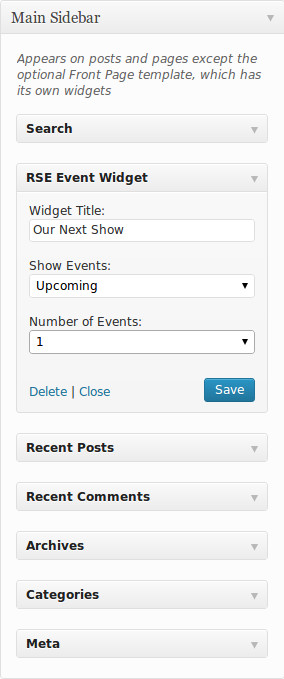 Main Sidebar
Appears on posts and pages except the
optional Front Page template, which has
its own widgets
Search
RSE Event Widget
Widget Title:
Our Next Show
Show Events:
Upcoming
Number of Events:
1
Delete | Close
Save
Recent Posts
Recent Comments
Archives
Categories
Meta